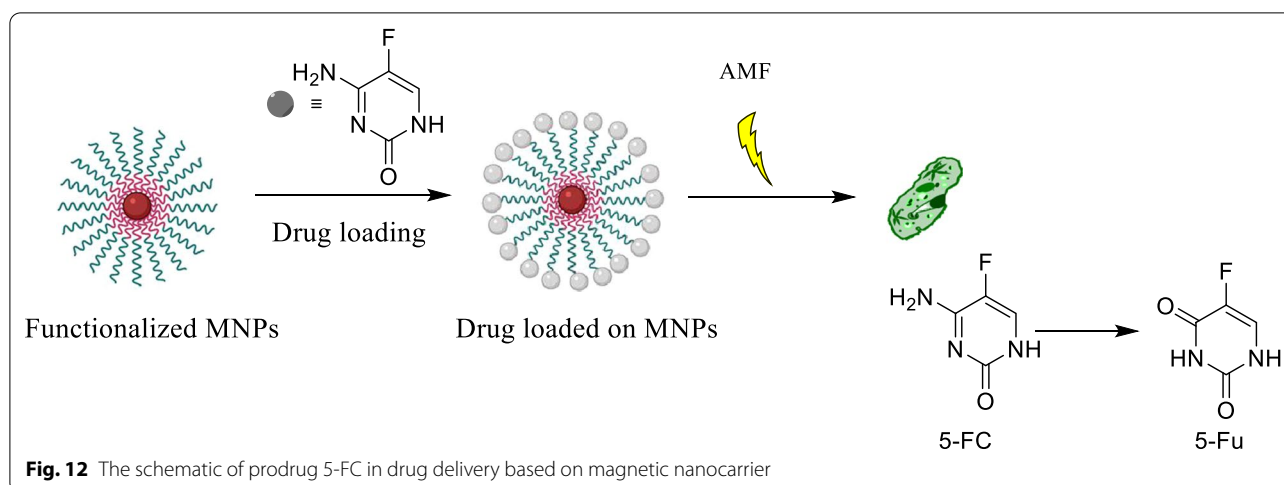 F
H₂N
≡
N
NH
O
Drug loading
AMF
Functionalized MNPs
Drug loaded on MNPs
F
H₂N
N
NH
O
5-FC
F
O
HN
NH
O
5-Fu
Fig. 12 The schematic of prodrug 5-FC in drug delivery based on magnetic nanocarrier